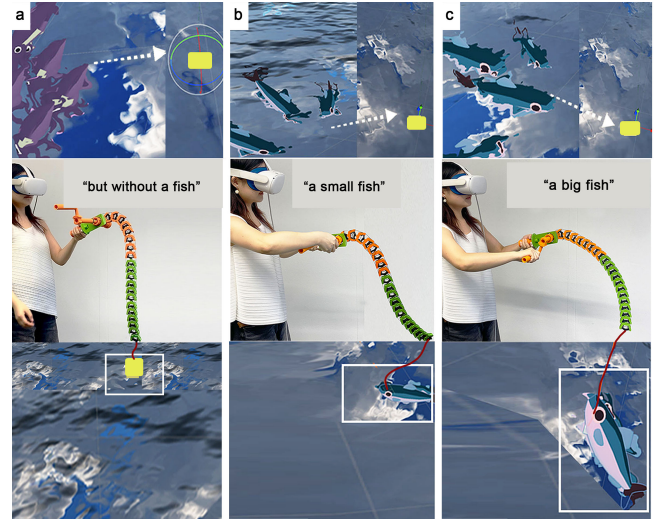 a
b
c
“but without a fish”
“a small fish”
“a big fish”